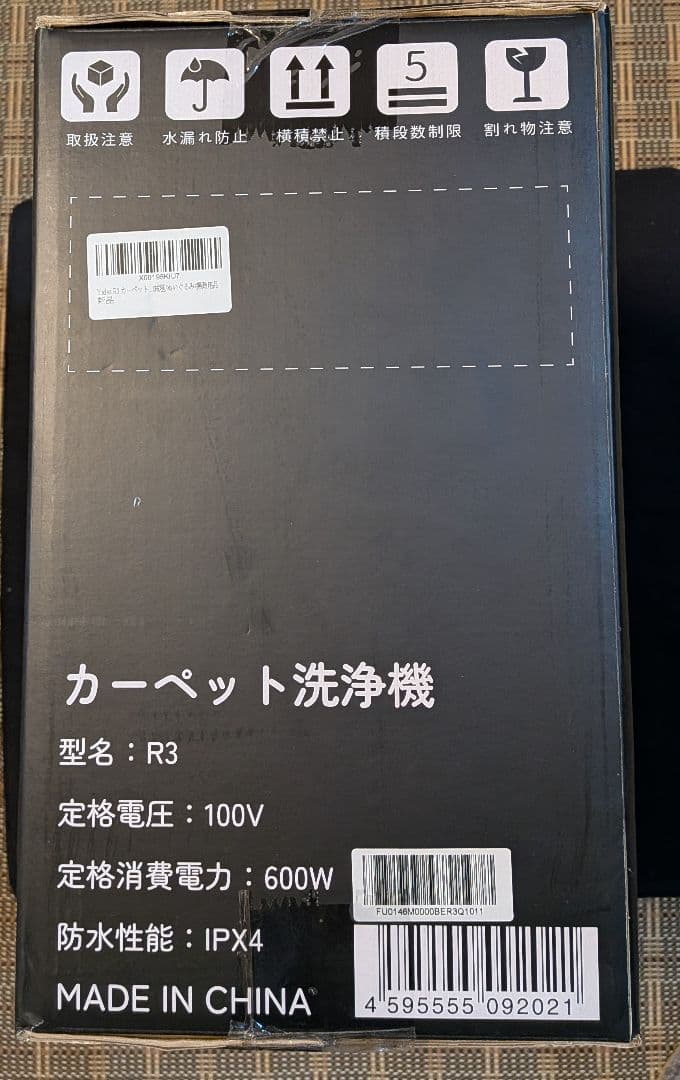 5
取扱注意 水漏れ防止 横積禁止 積段数制限 割れ物注意
カーペット洗浄機
型名：R3
定格電圧：100V
定格消費電力：600W
FU0146M0000BER3Q1011
防水性能：IPX4
MADE IN CHINA
4 595555 092021